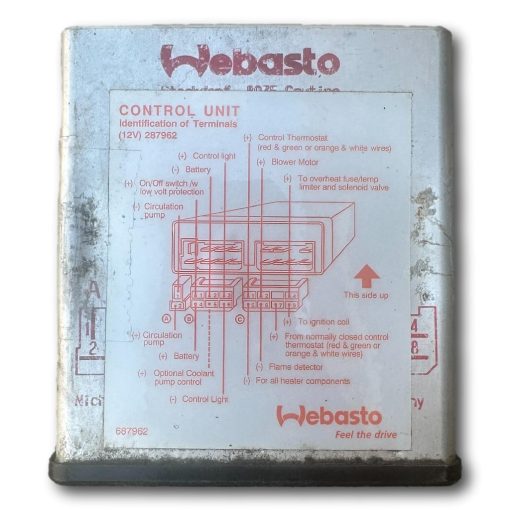 Webasto
CONTROL UNIT
Identification of Terminals
(12V) 287962
(+) Control Thermostat
(red & green or orange & white wires)
(+) Control light
(+) Blower Motor
(-) Battery
(+) To overheat fuse/temp
limiter and solenoid valve
(+) On/Off switch /w
low volt protection
(-) Circulation
pump
This side up
A
B
C
(+) Circulation
pump
(+) Battery
(+) Optional Coolant
pump control
(-) Control Light
(+) To ignition coil
(+) From normally closed control
thermostat (red & green or
orange & white wires)
(-) Flame detector
(-) For all heater components
Webasto
Feel the drive
687962